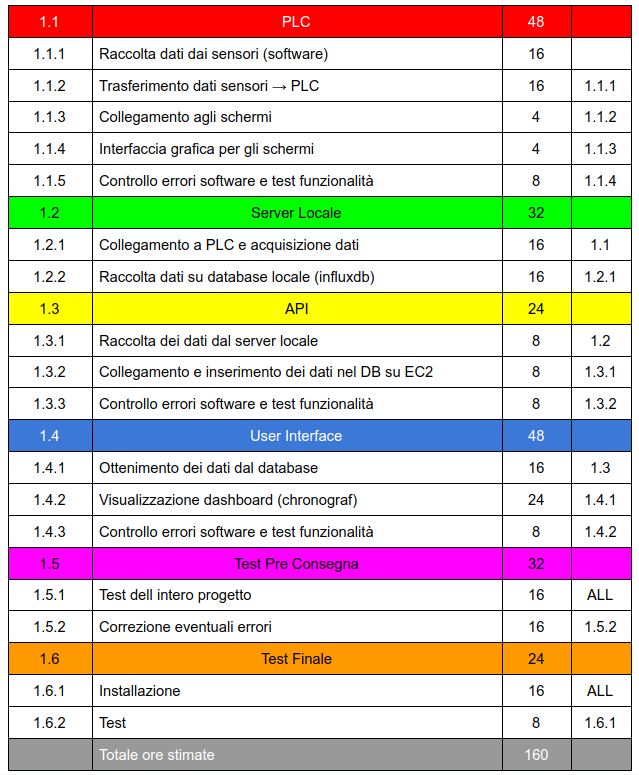 1.1 PLC 48
1.1.1 Raccolta dati dai sensori (software) 16
1.1.2 Trasferimento dati sensori → PLC 16 1.1.1
1.1.3 Collegamento agli schermi 4 1.1.2
1.1.4 Interfaccia grafica per gli schermi 4 1.1.3
1.1.5 Controllo errori software e test funzionalità 8 1.1.4
1.2 Server Locale 32
1.2.1 Collegamento a PLC e acquisizione dati 16 1.1
1.2.2 Raccolta dati su database locale (influxdb) 16 1.2.1
1.3 API 24
1.3.1 Raccolta dei dati dal server locale 8 1.2
1.3.2 Collegamento e inserimento dei dati nel DB su EC2 8 1.3.1
1.3.3 Controllo errori software e test funzionalità 8 1.3.2
1.4 User Interface 48
1.4.1 Ottenimento dei dati dal database 16 1.3
1.4.2 Visualizzazione dashboard (chronograf) 24 1.4.1
1.4.3 Controllo errori software e test funzionalità 8 1.4.2
1.5 Test Pre Consegna 32
1.5.1 Test dell intero progetto 16 ALL
1.5.2 Correzione eventuali errori 16 1.5.2
1.6 Test Finale 24
1.6.1 Installazione 16 ALL
1.6.2 Test 8 1.6.1
Totale ore stimate 160